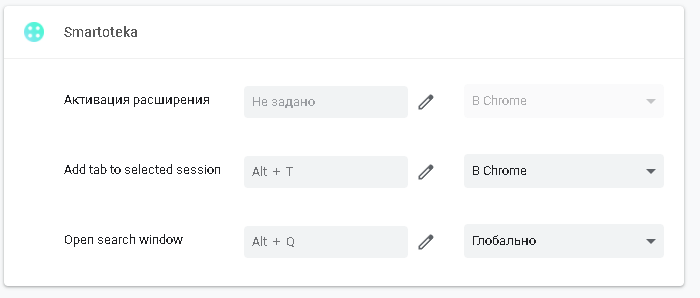 Smartoteka
Активация расширения Не задано В Chrome
Add tab to selected session Alt + T В Chrome
Open search window Alt + Q Глобально